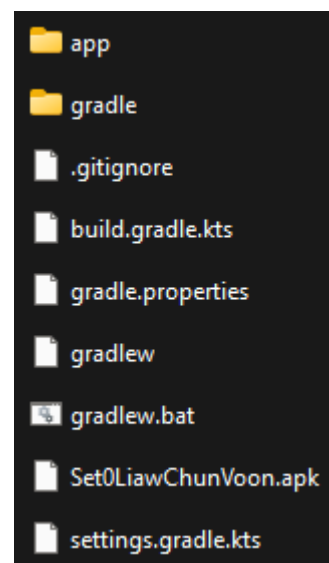 app
gradle
.gitignore
build.gradle.kts
gradle.properties
gradlew
gradlew.bat
Set0LiawChunVoon.apk
settings.gradle.kts